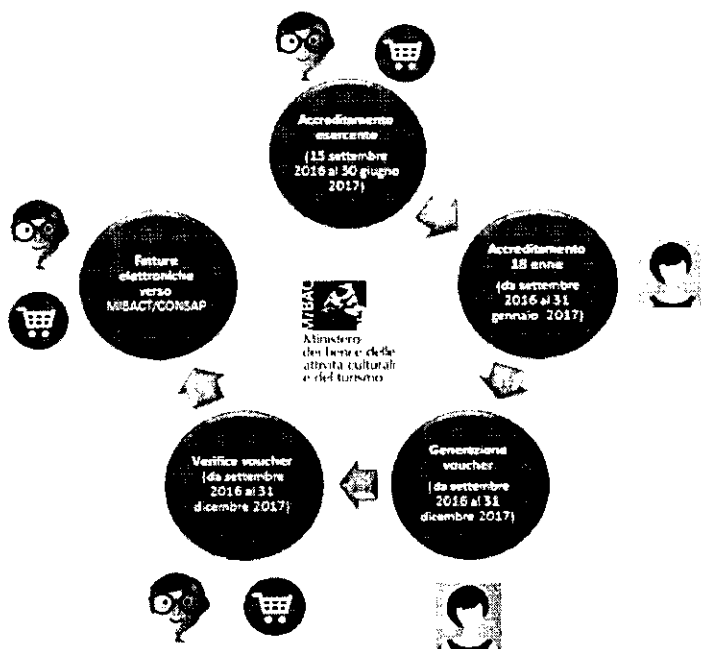 Accreditamento
esercente
(15 settembre
2016 al 30 giugno
2017)
Accreditamento
18 enne
(da settembre
2016 al 31
gennaio 2017)
Generazione
voucher
(da settembre
2016 al 31
dicembre 2017)
Verifica voucher
(da settembre
2016 al 31
dicembre 2017)
Fatture
elettroniche
verso
MIBACT/CONSAP
MIBAC
Ministero
dei beni e delle
attività culturali
e del turismo